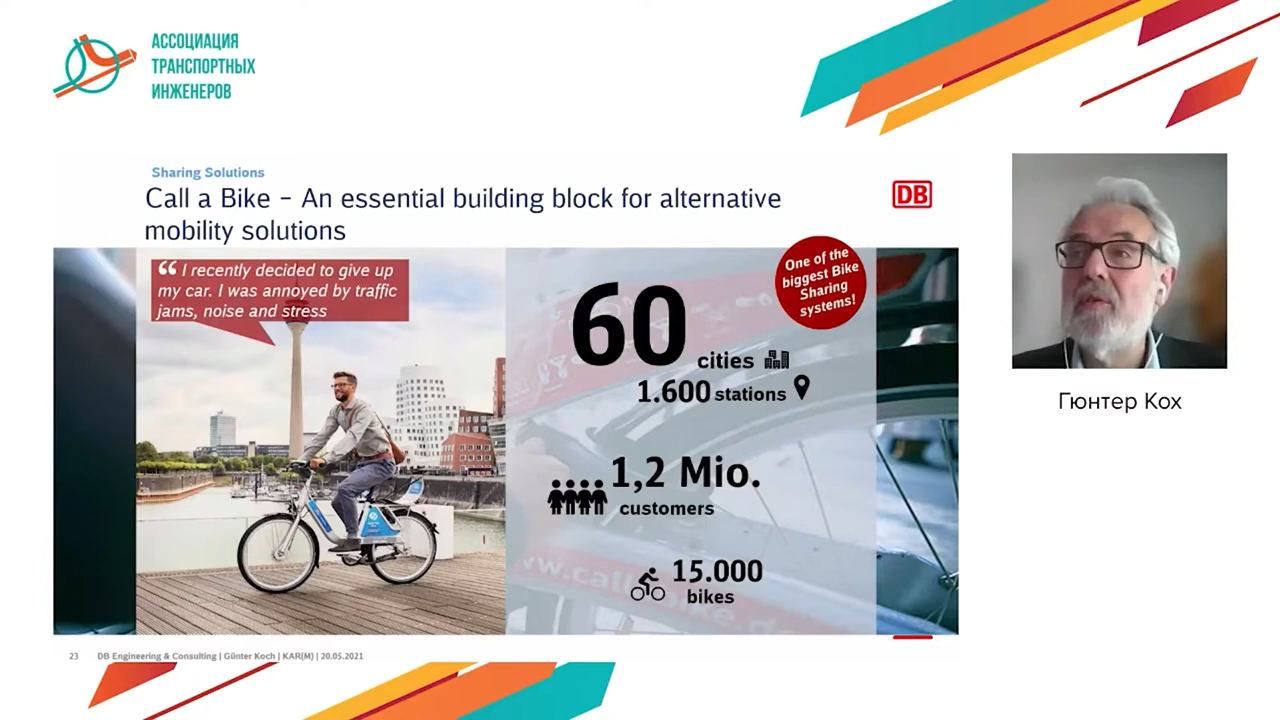 АССОЦИАЦИЯ
ТРАНСПОРТНЫХ
ИНЖЕНЕРОВ
Sharing Solutions
Call a Bike – An essential building block for alternative
mobility solutions
DB
“ I recently decided to give up
my car. I was annoyed by traffic
jams, noise and stress
One of the
biggest Bike
Sharing
systems!
60
cities
1.600 stations
1,2 Mio.
customers
15.000
bikes
Гюнтер Кох
23 DB Engineering & Consulting | Günter Koch | KAR(M) | 20.05.2021